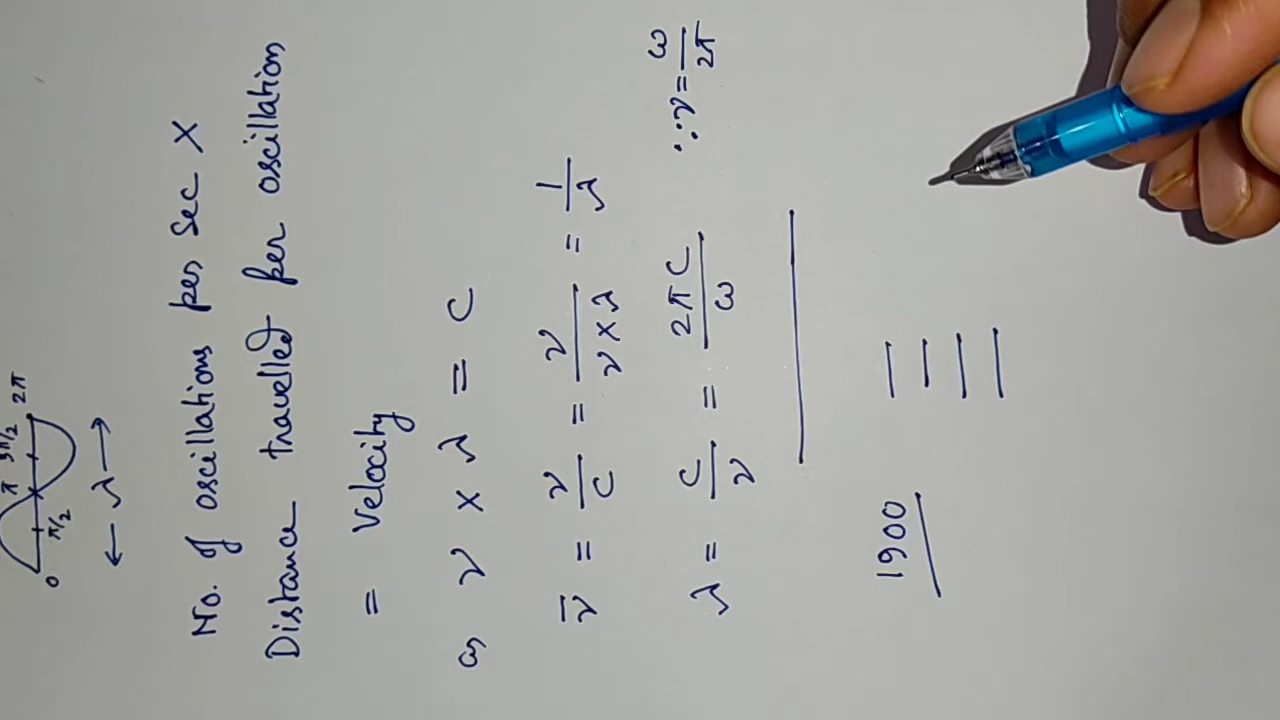 0 π/2 π 3π/2 2π
← λ →
No. of oscillations per sec ×
Distance travelled per oscillation
= Velocity
as ν × λ = C
ν̄ = ν/C = ν/ν×λ = 1/λ
λ = C/ν = 2πC/ω ∵ ν = ω/2π
1900